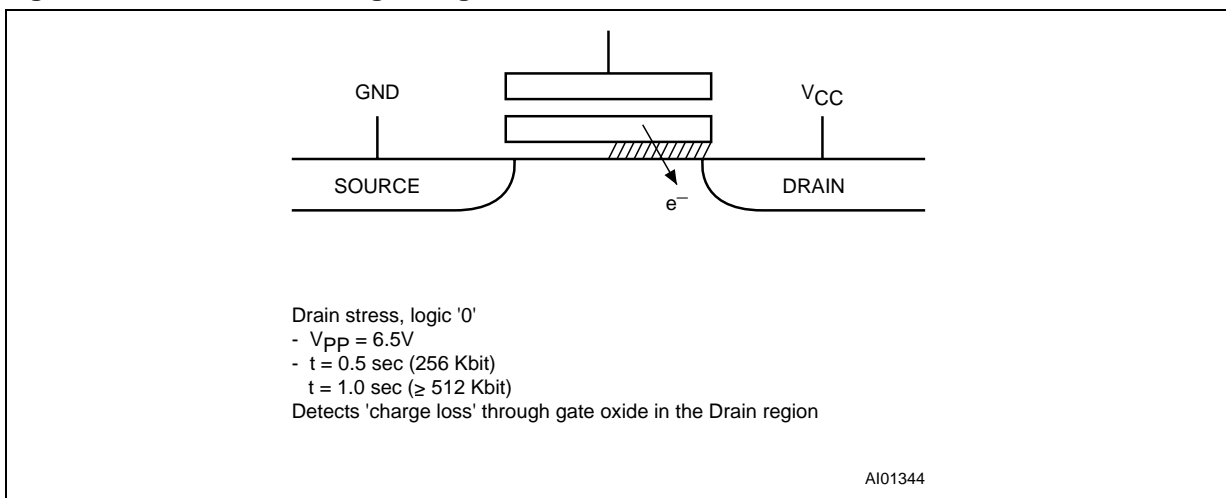 GND
VCC
SOURCE
DRAIN
e–
Drain stress, logic '0'
- VPP = 6.5V
- t = 0.5 sec (256 Kbit)
t = 1.0 sec (≥ 512 Kbit)
Detects 'charge loss' through gate oxide in the Drain region
AI01344